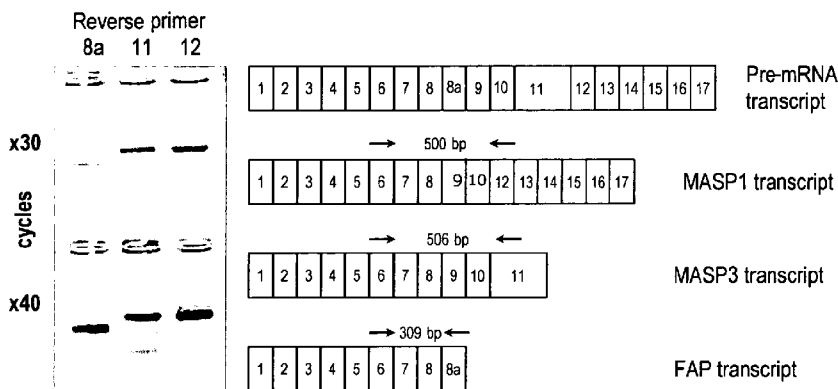 Reverse primer
8a 11 12
x30
cycles
x40
1 2 3 4 5 6 7 8 8a 9 10 11 12 13 14 15 16 17
Pre-mRNA
transcript
500 bp
1 2 3 4 5 6 7 8 9 10 12 13 14 15 16 17
MASP1 transcript
506 bp
1 2 3 4 5 6 7 8 9 10 11
MASP3 transcript
309 bp
1 2 3 4 5 6 7 8 8a
FAP transcript